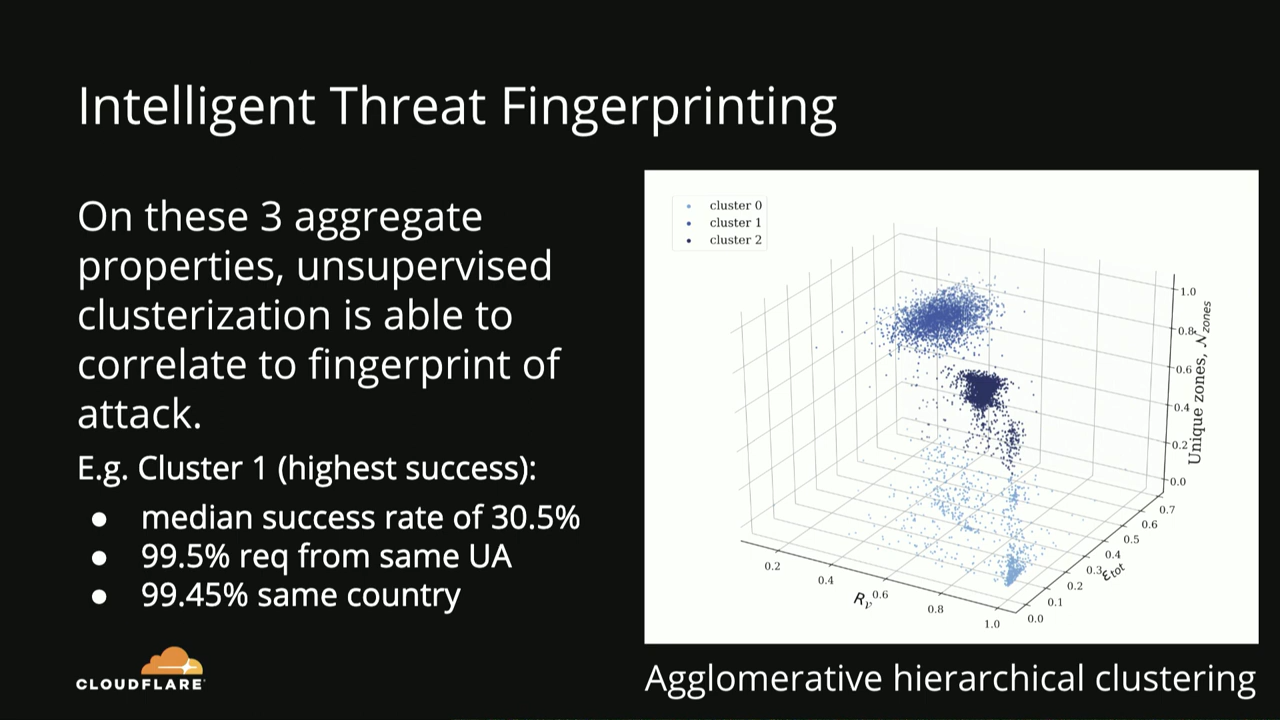 Intelligent Threat Fingerprinting
On these 3 aggregate
properties, unsupervised
clusterization is able to
correlate to fingerprint of
attack.
E.g. Cluster 1 (highest success):
● median success rate of 30.5%
● 99.5% req from same UA
● 99.45% same country
CLOUDFLARE
cluster 0
cluster 1
cluster 2
1.0
0.8
0.6
0.4
0.2
0.0
Unique zones, 𝒩zones
0.7
0.6
0.5
0.4
0.3
0.2
0.1
0.0
εtot
0.2
0.4
0.6
0.8
1.0
Rν
Agglomerative hierarchical clustering